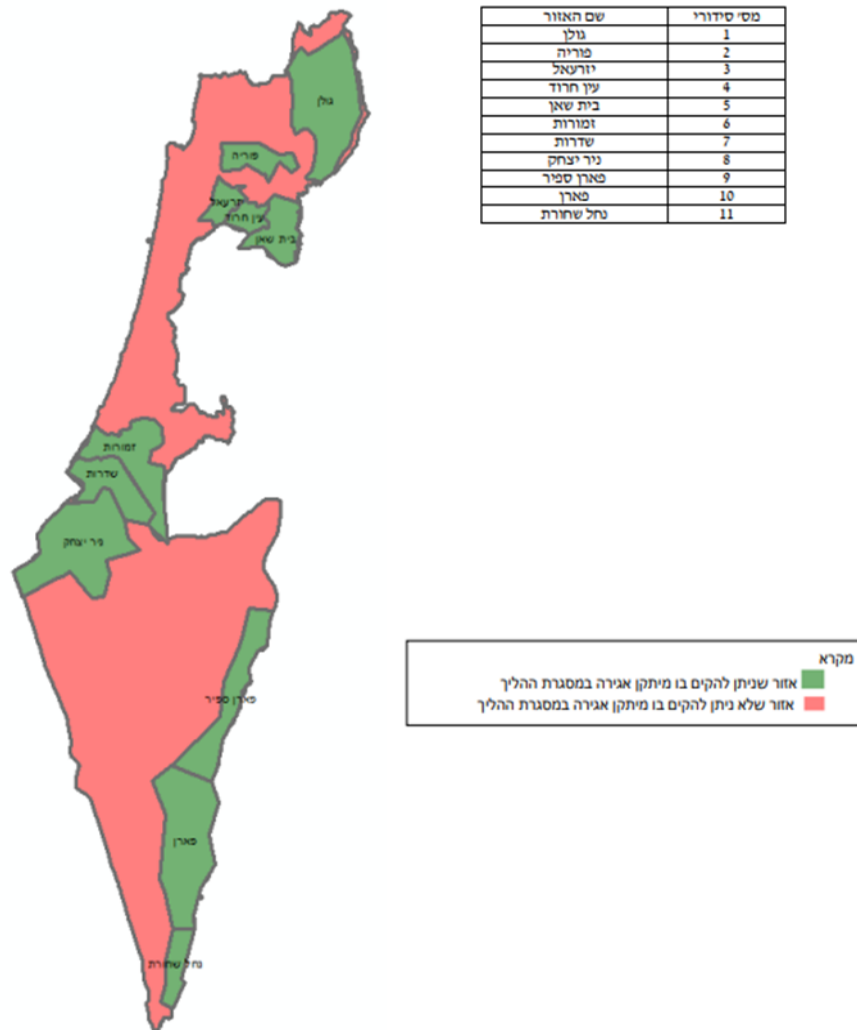 מס׳ סידורי שם האזור
1 גולן
2 פוריה
3 יזרעאל
4 עין חרוד
5 בית שאן
6 זמורות
7 שדרות
8 ניר יצחק
9 פארן ספיר
10 פארן
11 נחל שחורת
גולן
פוריה
יזרעאל
עין חרוד
בית שאן
זמורות
שדרות
ניר יצחק
פארן ספיר
פארן
נחל שחורת
מקרא
אזור שניתן להקים בו מיתקן אגירה במסגרת ההליך
אזור שלא ניתן להקים בו מיתקן אגירה במסגרת ההליך